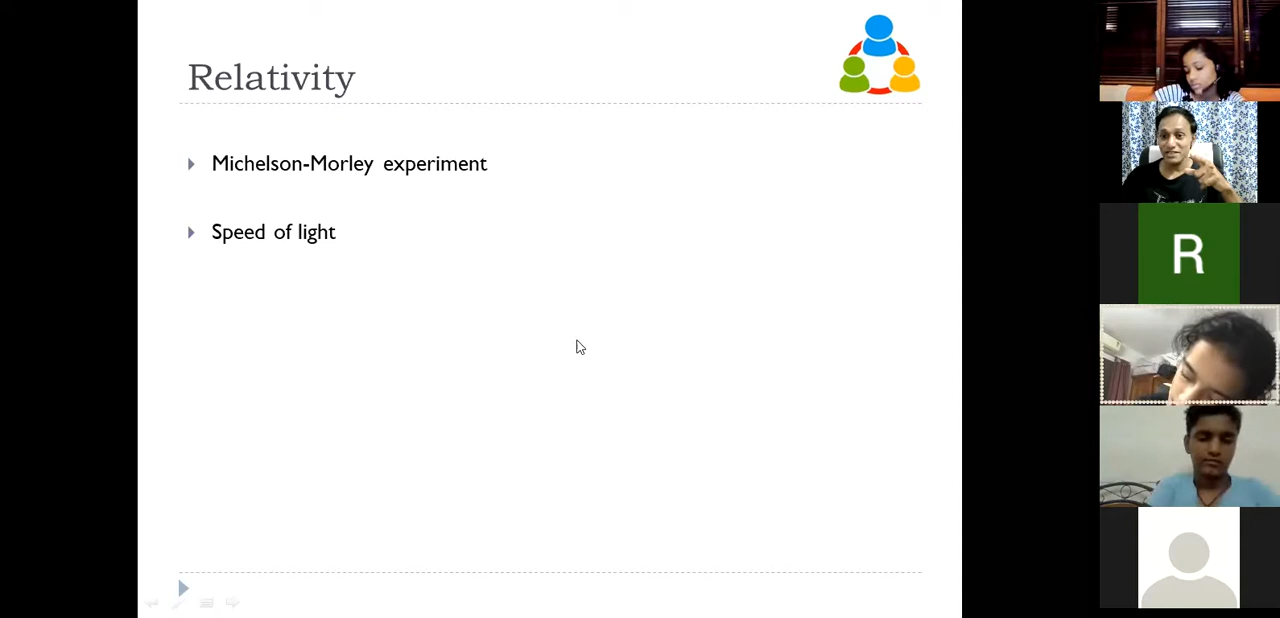 Relativity
Michelson-Morley experiment
Speed of light
R